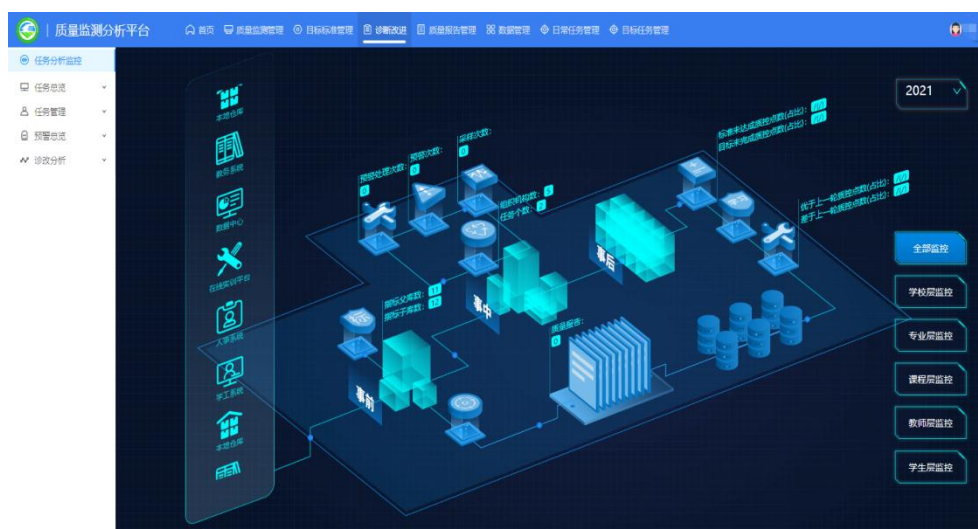 质量监测分析平台
首页
质量监测管理
目标标准管理
诊断改进
质量报告管理
数据管理
日常任务管理
目标任务管理
任务分析监控
任务总览
任务管理
预警总览
诊改分析
本地仓库
教务系统
数据中心
在线实训平台
人事系统
学工系统
本地仓库
预警处理次数:
0
预警次数:
0
采样次数:
0
组织机构数: 5
任务个数: 2
标准未达成质控点数(占比):
目标未完成质控点数(占比):
优于上一轮质控点数(占比):
差于上一轮质控点数(占比):
指标父库数: 11
指标子库数: 12
质量报告:
0
事前
事中
事后
2021
全部监控
学校层监控
专业层监控
课程层监控
教师层监控
学生层监控